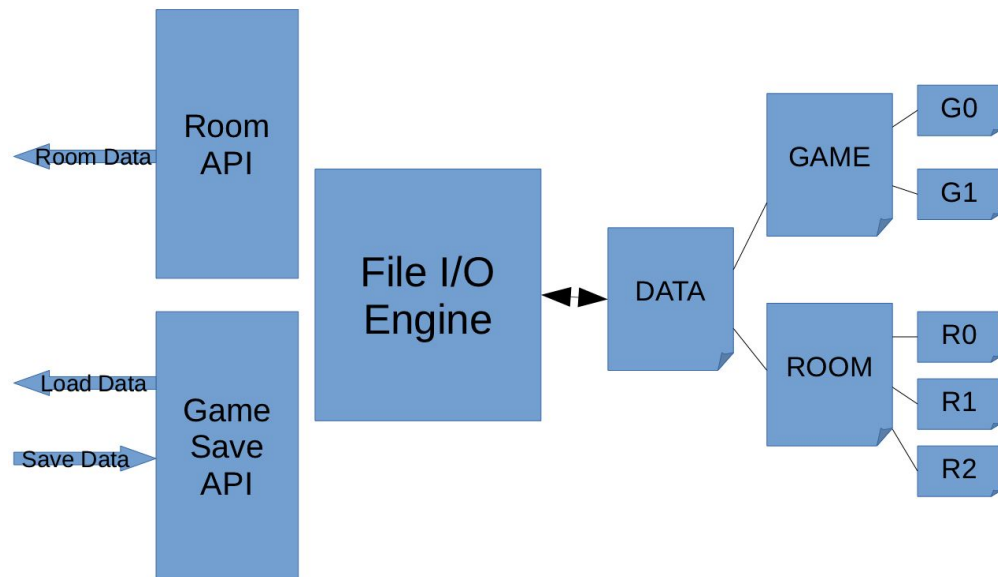 Room
API
Room Data
File I/O
Engine
Game
Save
API
Load Data
Save Data
DATA
GAME
G0
G1
ROOM
R0
R1
R2